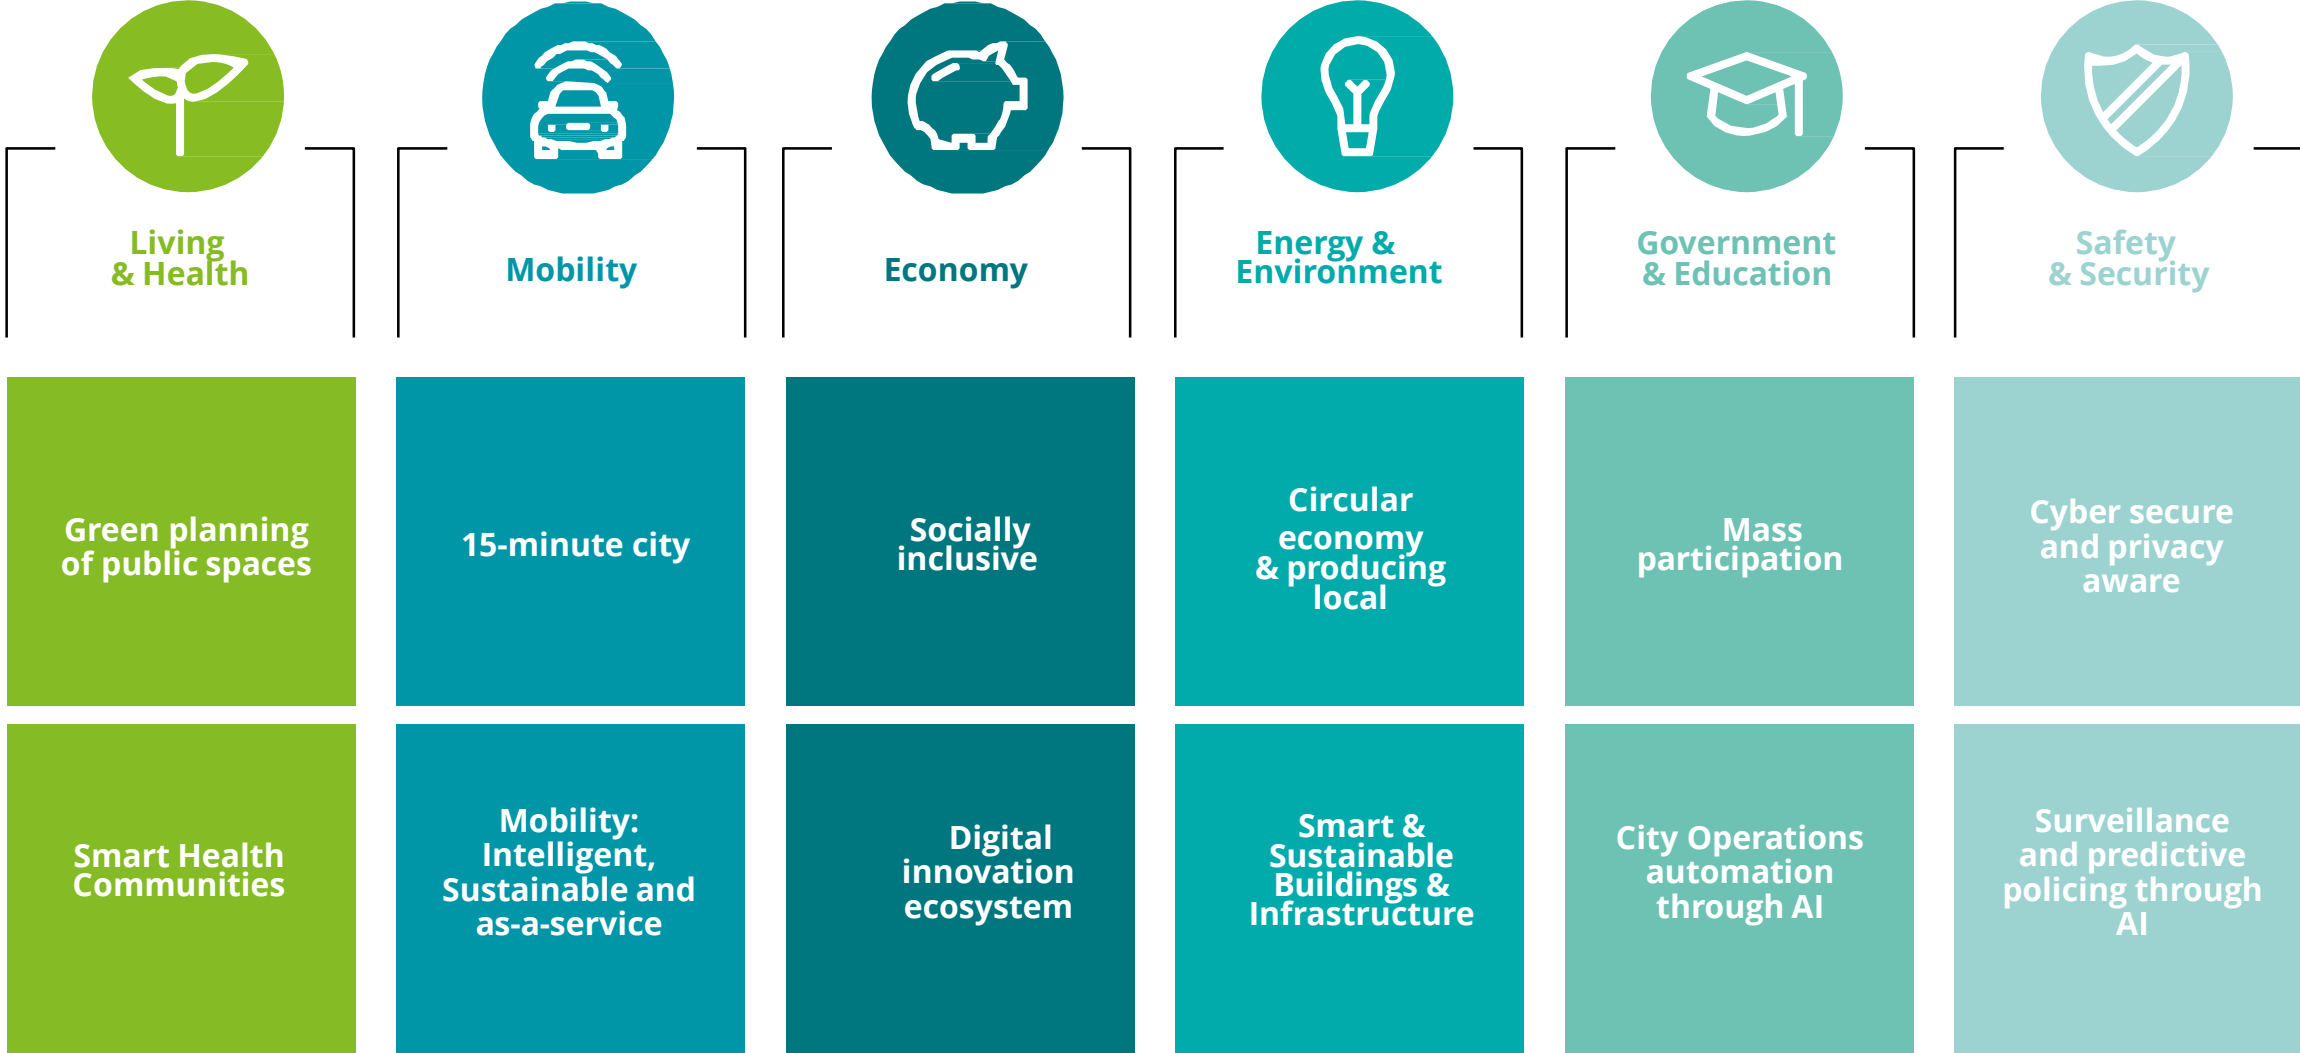 Living
& Health
Mobility
Economy
Energy &
Environment
Government
& Education
Safety
& Security
Green planning
of public spaces
15-minute city
Socially
inclusive
Circular
economy
& producing
local
Mass
participation
Cyber secure
and privacy
aware
Smart Health
Communities
Mobility:
Intelligent,
Sustainable and
as-a-service
Digital
innovation
ecosystem
Smart &
Sustainable
Buildings &
Infrastructure
City Operations
automation
through AI
Surveillance
and predictive
policing through
AI